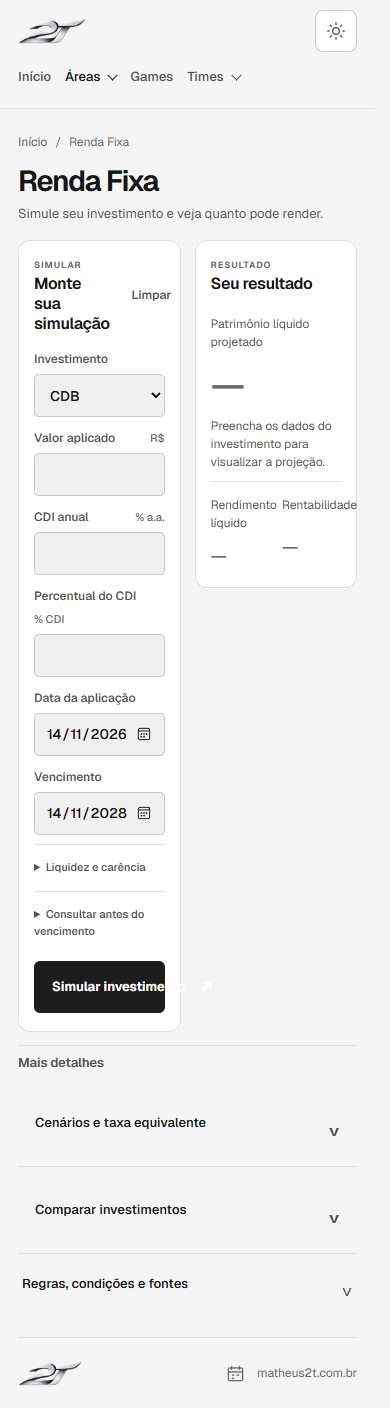 2T
Início Áreas Games Times
Início / Renda Fixa
Renda Fixa
Simule seu investimento e veja quanto pode render.
SIMULAR
Monte
sua
simulação
Limpar
Investimento
CDB
Valor aplicado R$
CDI anual % a.a.
Percentual do CDI
% CDI
Data da aplicação
14/11/2026
Vencimento
14/11/2028
Liquidez e carência
Consultar antes do
vencimento
Simular investimento
RESULTADO
Seu resultado
Patrimônio líquido
projetado
—
Preencha os dados do
investimento para
visualizar a projeção.
Rendimento
líquido
—
Rentabilidade
—
Mais detalhes
Cenários e taxa equivalente v
Comparar investimentos v
Regras, condições e fontes v
2T
matheus2t.com.br